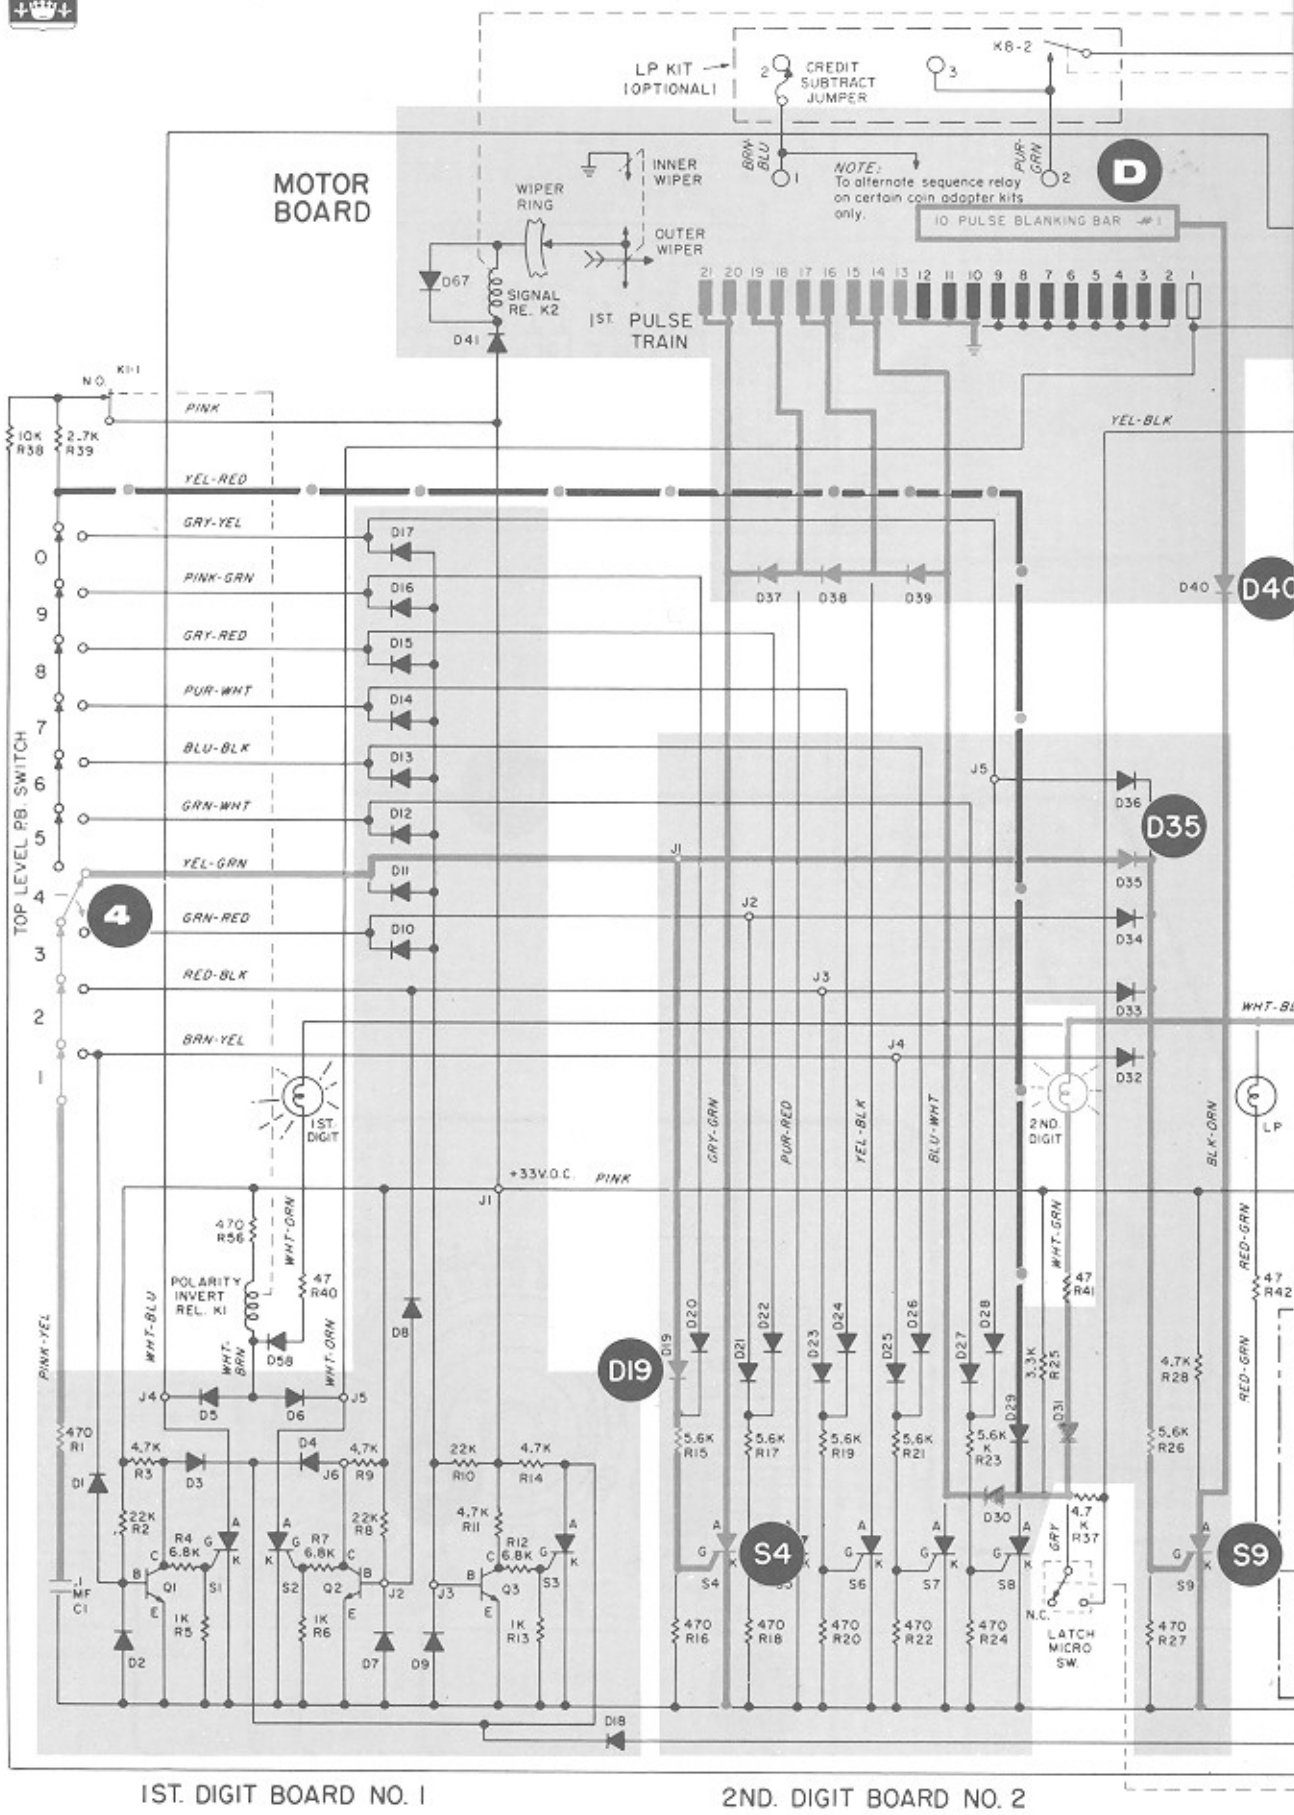 K8-2
LP KIT
(OPTIONAL)
2
CREDIT
SUBTRACT
JUMPER
3
BRN-
BLU
PUR-
GRN
MOTOR
BOARD
INNER
WIPER
WIPER
RING
1
NOTE:
To alternate sequence relay
on certain coin adapter kits
only.
2
D
10 PULSE BLANKING BAR #1
OUTER
WIPER
D67
SIGNAL
RE. K2
D41
1ST. PULSE
TRAIN
21 20 19 18 17 16 15 14 13 12 11 10 9 8 7 6 5 4 3 2 1
N.O. K1-1
PINK
10K
R38
2.7K
R39
YEL-BLK
YEL-RED
GRY-YEL
D17
0
PINK-GRN
D16
D37
D38
D39
D40
D40
9
GRY-RED
D15
8
PUR-WHT
D14
7
BLU-BLK
D13
6
J5
D36
GRN-WHT
D12
5
D35
TOP LEVEL P.B. SWITCH
YEL-GRN
D11
J1
D35
4
4
GRN-RED
D10
J2
D34
3
RED-BLK
J3
D33
2
WHT-BL
BRN-YEL
J4
D32
1
1ST.
DIGIT
2ND.
DIGIT
LP
GRY-GRN
PUR-RED
YEL-BLK
BLU-WHT
BLK-ORN
+33V.D.C.
PINK
J1
470
R56
WHT-ORN
WHT-GRN
RED-GRN
POLARITY
INVERT
REL. K1
47
R40
47
R41
47
R42
PINK-YEL
WHT-BLU
WHT-
BRN
D58
WHT-ORN
D8
D19
D19
D20
D21
D22
D23
D24
D25
D26
D27
D28
3.3K
R25
4.7K
R28
RED-GRN
J4
D5
D6
J5
D29
D31
470
R1
4.7K
R3
D3
D4
J6
4.7K
R9
22K
R10
4.7K
R14
5.6K
R15
5.6K
R17
5.6K
R19
5.6K
R21
5.6K
K
R23
5.6K
R26
D1
22K
R2
R4
6.8K
R7
6.8K
22K
R8
4.7K
R11
R12
6.8K
D30
4.7
K
R37
GRY
.1
MF
C1
B
C
E
Q1
G
A
K
S1
A
G
K
S2
C
B
E
Q2
J2
J3
B
C
E
Q3
G
A
K
S3
A
G
K
S4
S4
A
G
K
S6
A
G
K
S7
A
G
K
S8
A
G
K
S9
S9
D2
1K
R5
1K
R6
D7
D9
1K
R13
470
R16
470
R18
470
R20
470
R22
470
R24
N.C.
LATCH
MICRO
SW.
470
R27
D18
1ST. DIGIT BOARD NO. 1
2ND. DIGIT BOARD NO. 2